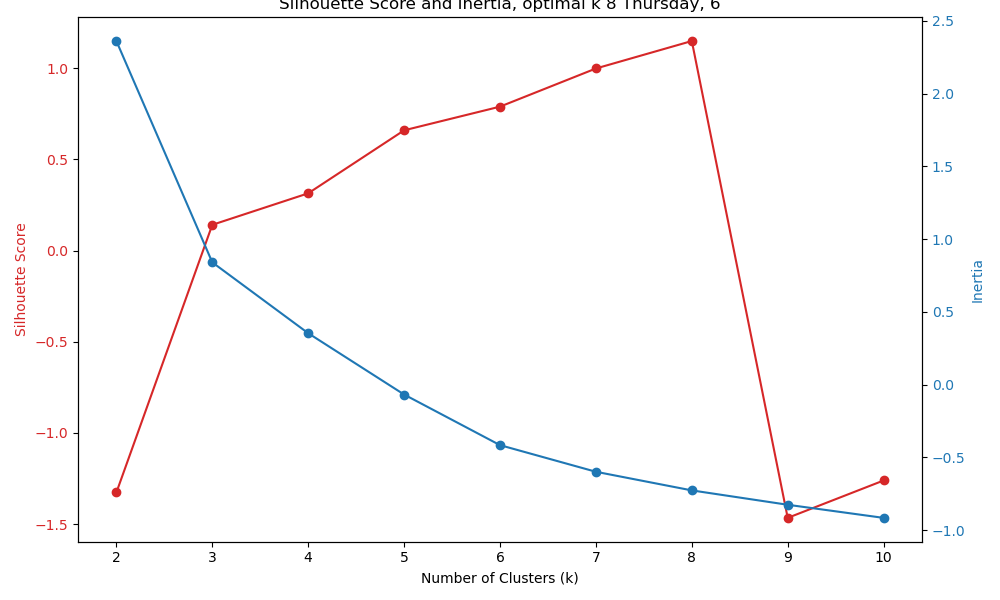 Silhouette Score and Inertia, optimal k 8 Thursday, 6
Silhouette Score
1.0
0.5
0.0
−0.5
−1.0
−1.5
2.5
2.0
1.5
1.0
0.5
0.0
−0.5
−1.0
Inertia
2 3 4 5 6 7 8 9 10
Number of Clusters (k)